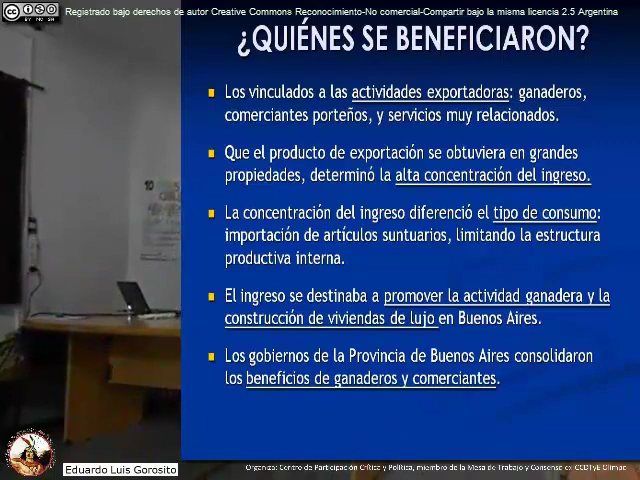 Registrado bajo derechos de autor Creative Commons Reconocimiento-No comercial-Compartir bajo la misma licencia 2.5 Argentina
¿QUIÉNES SE BENEFICIARON?
Los vinculados a las actividades exportadoras: ganaderos,
comerciantes porteños, y servicios muy relacionados.
Que el producto de exportación se obtuviera en grandes
propiedades, determinó la alta concentración del ingreso.
La concentración del ingreso diferenció el tipo de consumo:
importación de artículos suntuarios, limitando la estructura
productiva interna.
El ingreso se destinaba a promover la actividad ganadera y la
construcción de viviendas de lujo en Buenos Aires.
Los gobiernos de la Provincia de Buenos Aires consolidaron
los beneficios de ganaderos y comerciantes.
Eduardo Luis Gorosito
Organiza: Centro de Participación Crítica y Política, miembro de la Mesa de Trabajo y Consenso ex CCDTyE Olimpo